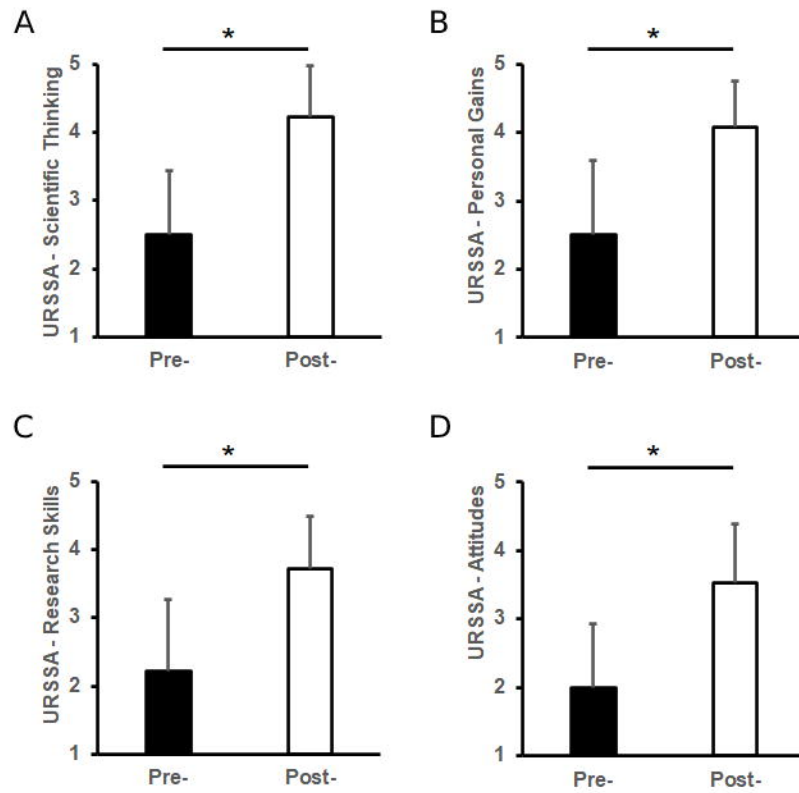 A
*
URSSA - Scientific Thinking
5
4
3
2
1
Pre-
Post-
B
*
URSSA - Personal Gains
5
4
3
2
1
Pre-
Post-
C
*
URSSA - Research Skills
5
4
3
2
1
Pre-
Post-
D
*
URSSA - Attitudes
5
4
3
2
1
Pre-
Post-